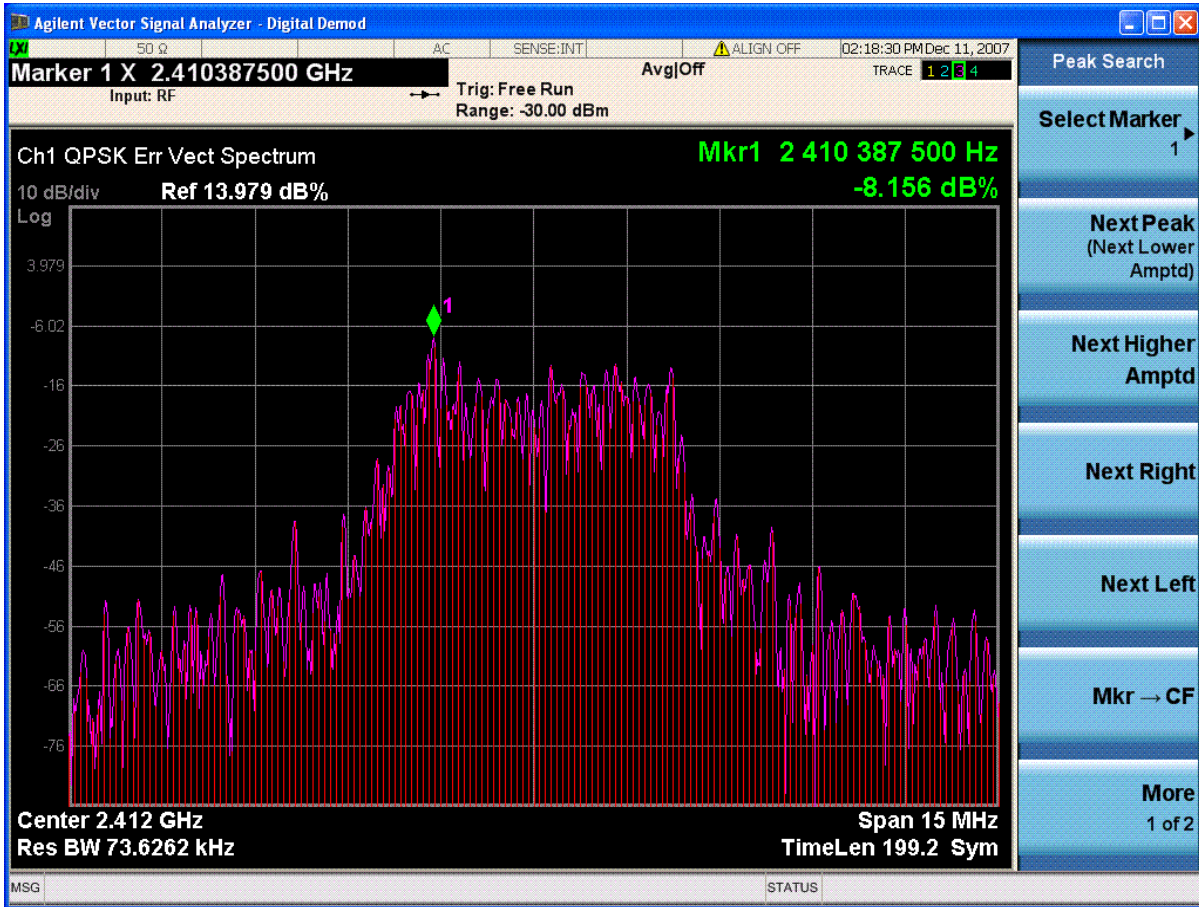 Agilent Vector Signal Analyzer - Digital Demod
LXI 50 Ω AC SENSE:INT ALIGN OFF 02:18:30 PM Dec 11, 2007
Marker 1 X 2.410387500 GHz
Input: RF
Trig: Free Run
Range: -30.00 dBm
Avg|Off
TRACE 1 2 3 4
Ch1 QPSK Err Vect Spectrum
Mkr1 2 410 387 500 Hz
-8.156 dB%
10 dB/div Ref 13.979 dB%
Log
3.979
-6.02
-16
-26
-36
-46
-56
-66
-76
1
Center 2.412 GHz
Span 15 MHz
Res BW 73.6262 kHz
TimeLen 199.2 Sym
MSG
STATUS
Peak Search
Select Marker
1
Next Peak
(Next Lower
Amptd)
Next Higher
Amptd
Next Right
Next Left
Mkr → CF
More
1 of 2